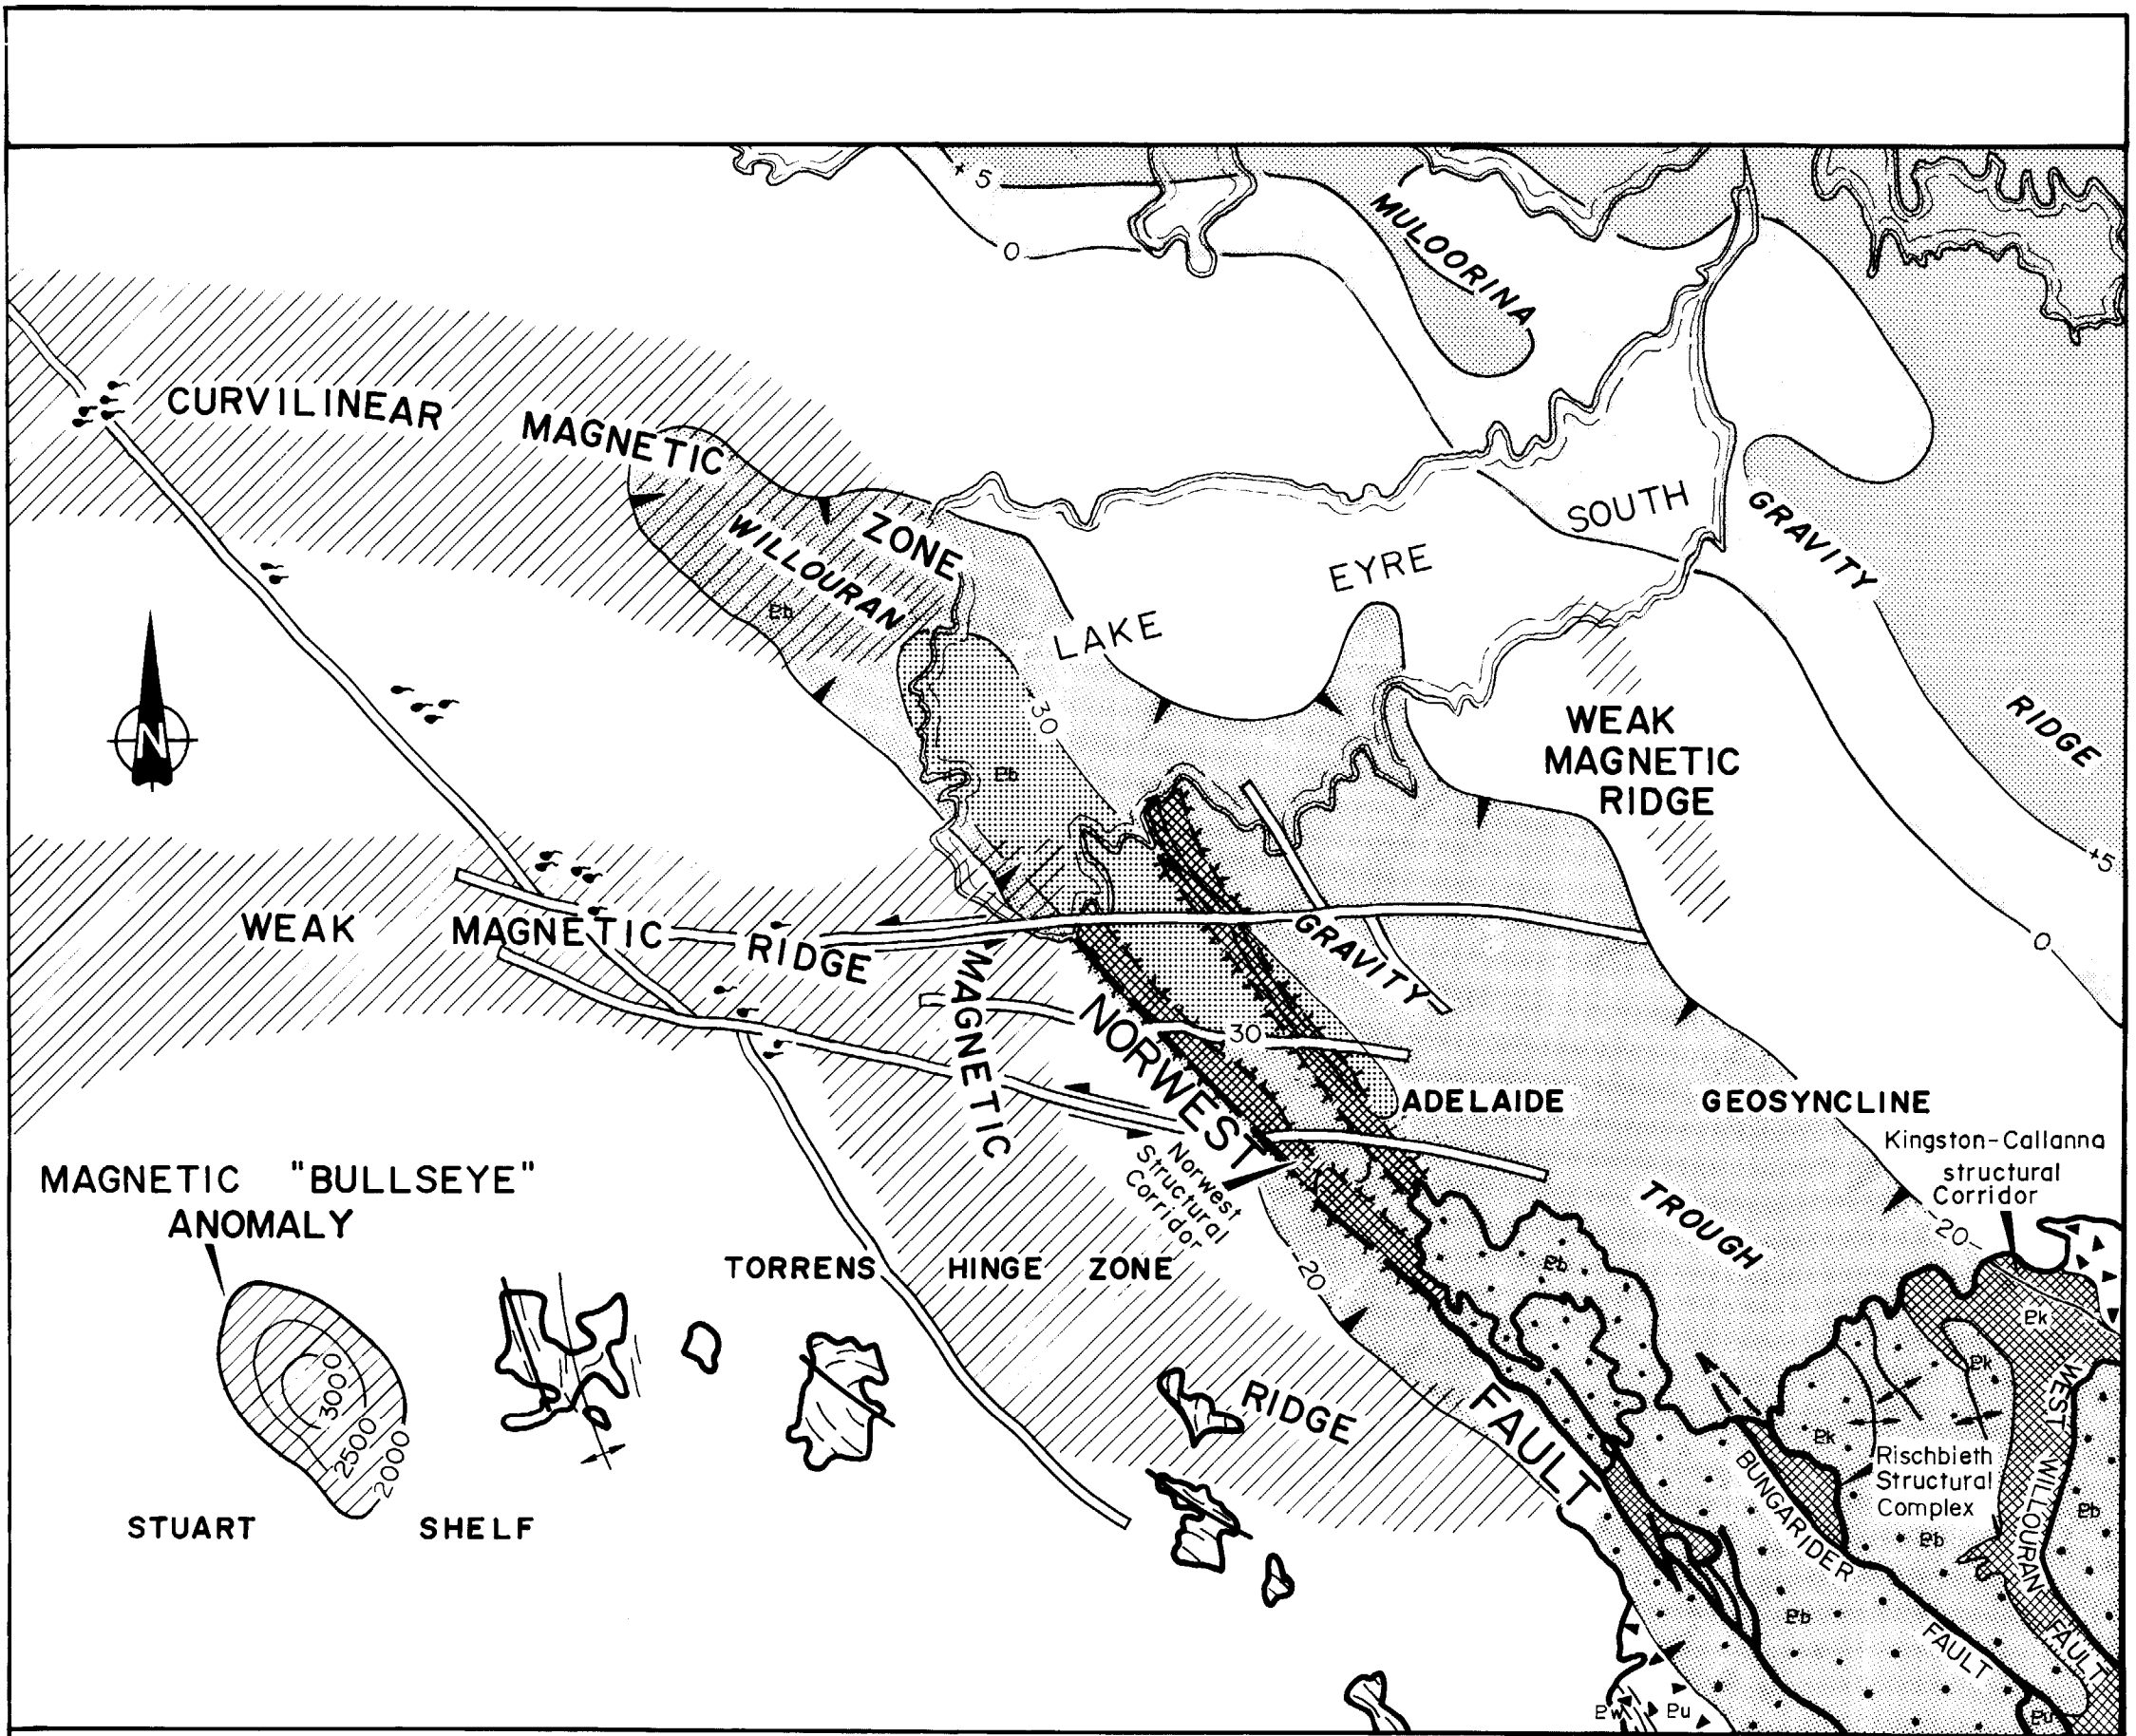 +5
0
MULOORINA
GRAVITY
RIDGE
+5
0
CURVILINEAR MAGNETIC ZONE
WILLOURAN
LAKE EYRE SOUTH
N
30
WEAK
MAGNETIC
RIDGE
WEAK MAGNETIC RIDGE
GRAVITY
MAGNETIC
RIDGE
30
NORWEST
FAULT
ADELAIDE GEOSYNCLINE
Kingston-Callanna
structural
Corridor
MAGNETIC "BULLSEYE"
ANOMALY
Norwest
Structural
Corridor
TROUGH
20
20
TORRENS HINGE ZONE
3000
2500
2000
STUART SHELF
WEST WILLOURAN FAULT
Rischbieth
Structural
Complex
BUNGARIDER
FAULT